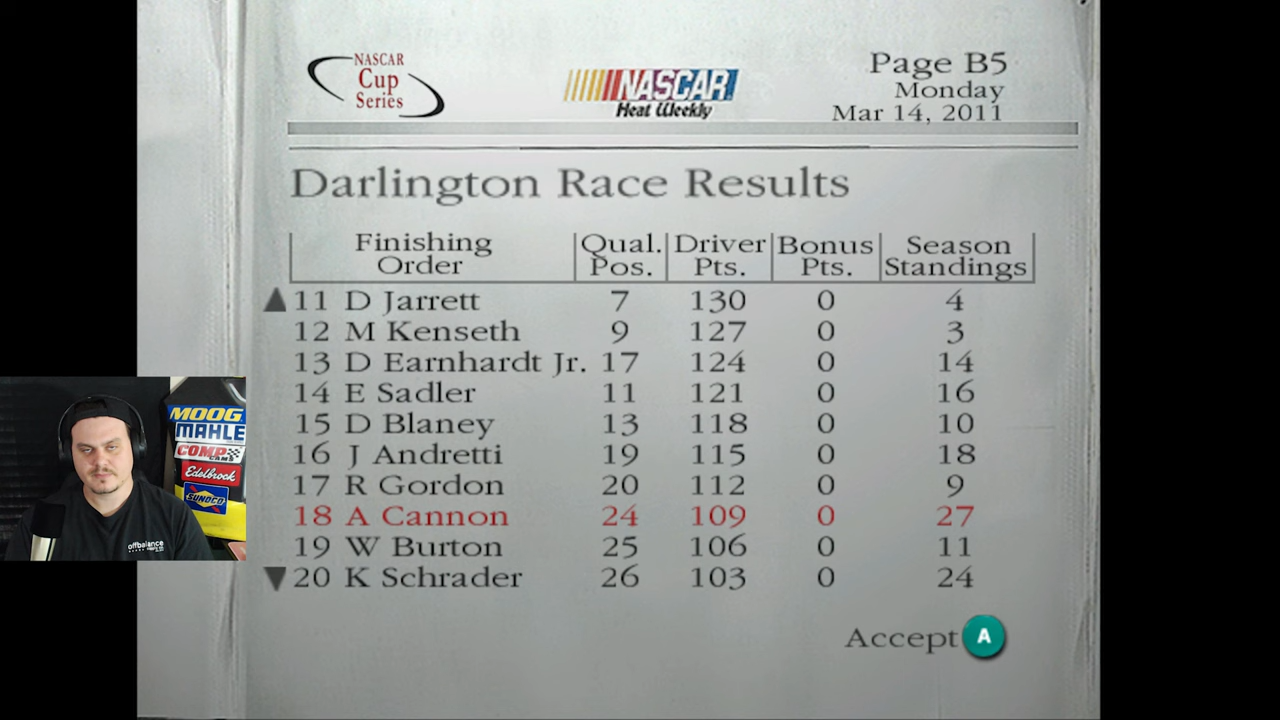 NASCAR
Cup
Series
NASCAR
Heat Weekly
Page B5
Monday
Mar 14, 2011
Darlington Race Results
Finishing Order Qual. Pos. Driver Pts. Bonus Pts. Season Standings
11 D Jarrett 7 130 0 4
12 M Kenseth 9 127 0 3
13 D Earnhardt Jr. 17 124 0 14
14 E Sadler 11 121 0 16
15 D Blaney 13 118 0 10
16 J Andretti 19 115 0 18
17 R Gordon 20 112 0 9
18 A Cannon 24 109 0 27
19 W Burton 25 106 0 11
20 K Schrader 26 103 0 24
Accept A
MOOG
MAHLE
COMP
CAMS
Edelbrock
SUNOCO
offbalance